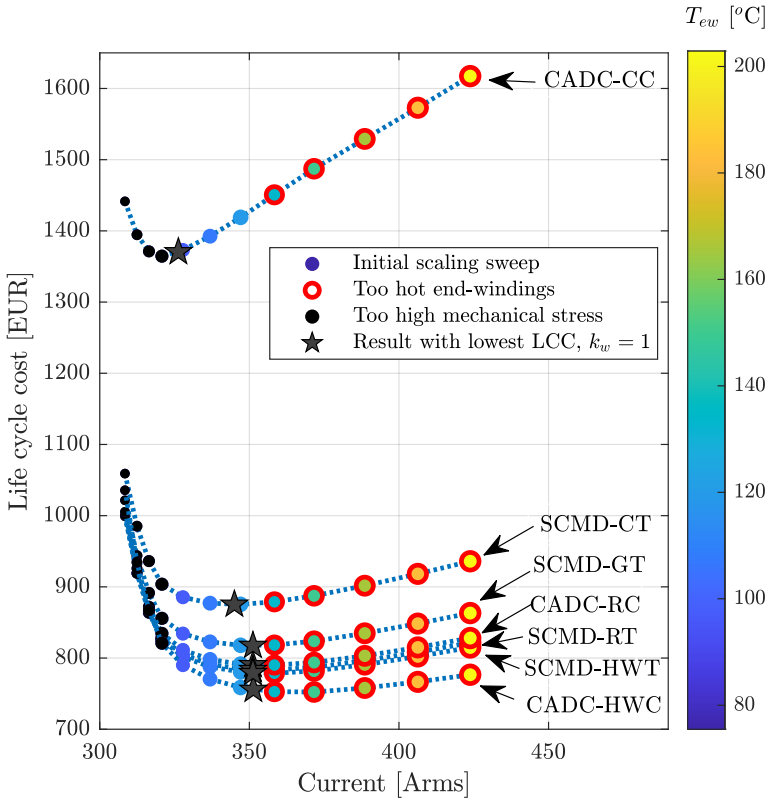 T_ew [°C]
1600
1500
1400
1300
1200
1100
1000
900
800
700
Life cycle cost [EUR]
CADC-CC
Initial scaling sweep
Too hot end-windings
Too high mechanical stress
Result with lowest LCC, k_w = 1
SCMD-CT
SCMD-GT
CADC-RC
SCMD-RT
SCMD-HWT
CADC-HWC
300
350
400
450
Current [Arms]
200
180
160
140
120
100
80